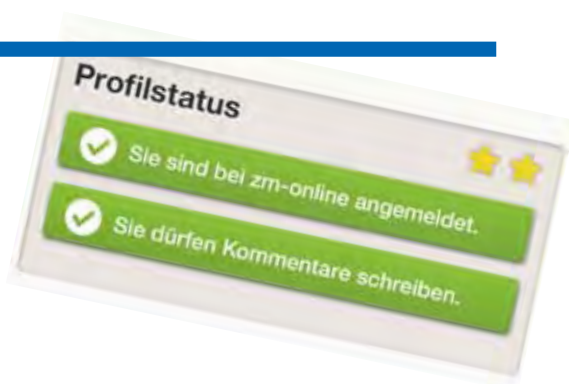 Profilstatus
Sie sind bei zm-online angemeldet.
Sie dürfen Kommentare schreiben.